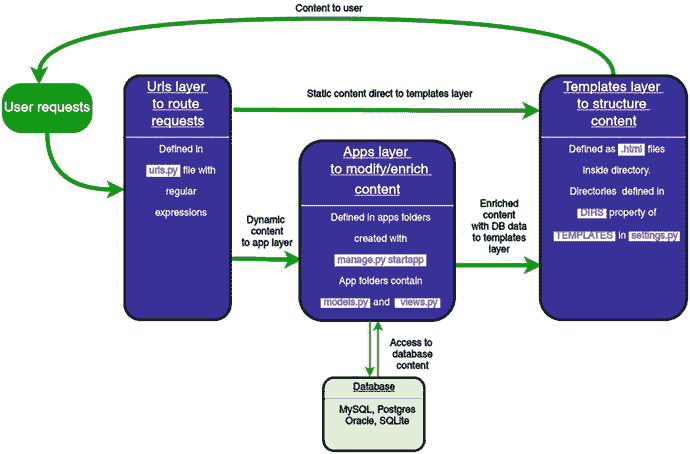 Content to user
User requests
Urls layer
to route
requests
Defined in
urls.py file with
regular
expressions
Static content direct to templates layer
Dynamic
content
to app layer
Apps layer
to modify/enrich
content
Defined in apps folders
created with
manage.py startapp
App folders contain
models.py and views.py
Enriched
content
with DB data
to templates
layer
Templates layer
to structure
content
Defined as .html files
Inside directory.
Directories defined in
DIRS property of
TEMPLATES in settings.py
Access to
database
content
Database
MySQL, Postgres
Oracle, SQLite